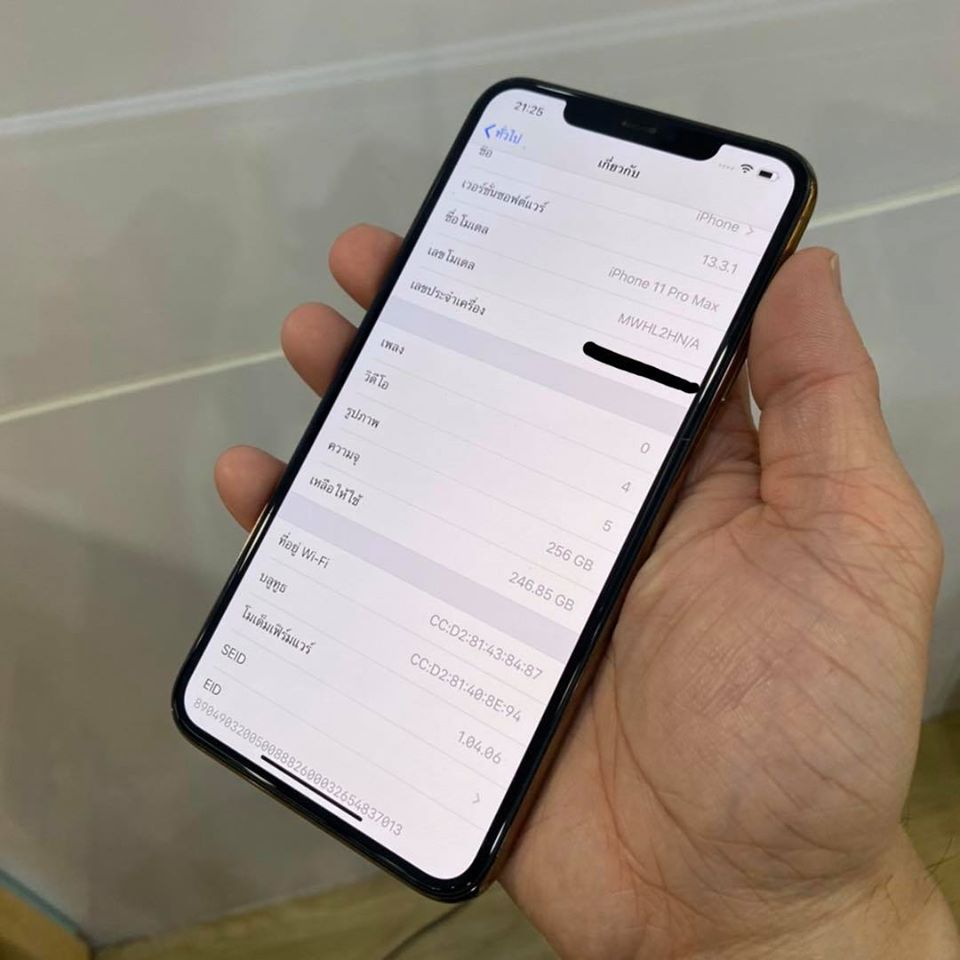 21:25
ทั่วไป
เกี่ยวกับ
ชื่อ iPhone
เวอร์ชั่นซอฟต์แวร์ 13.3.1
ชื่อโมเดล iPhone 11 Pro Max
เลขโมเดล MWHL2HN/A
เลขประจำเครื่อง
เพลง 0
วิดีโอ 4
รูปภาพ 5
ความจุ 256 GB
เหลือให้ใช้ 246.85 GB
ที่อยู่ Wi-Fi CC:D2:81:43:84:87
บลูทูธ CC:D2:81:40:8E:94
โมเด็มเฟิร์มแวร์ 1.04.06
SEID
EID
89049032005008882600032654837013